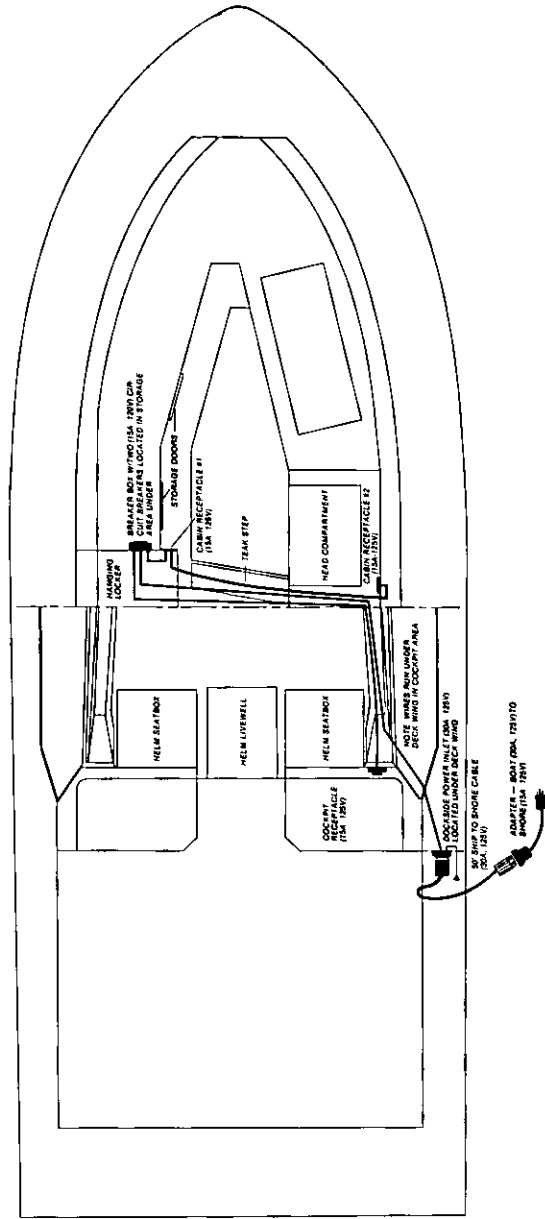 BREAKER BOX W/TWO (15A 120V) CIR-
CUIT BREAKERS LOCATED IN STORAGE
AREA UNDER
STORAGE DOORS
CABIN RECEPTACLE #1
(15A 125V)
TEAK STEP
HANGING
LOCKER
HEAD COMPARTMENT
CABIN RECEPTACLE #2
(15A-125V)
HELM SEATBOX
HELM LIVEWELL
HELM SEATBOX
NOTE WIRES RUN UNDER
DECK WING IN COCKPIT AREA
COCKPIT
RECEPTACLE
(15A 125V)
DOCKSIDE POWER INLET (30A 125V)
LOCATED UNDER DECK WING
50' SHIP TO SHORE CABLE
(30A, 125V)
ADAPTER — BOAT (30A, 125V) TO
SHORE (15A 125V)